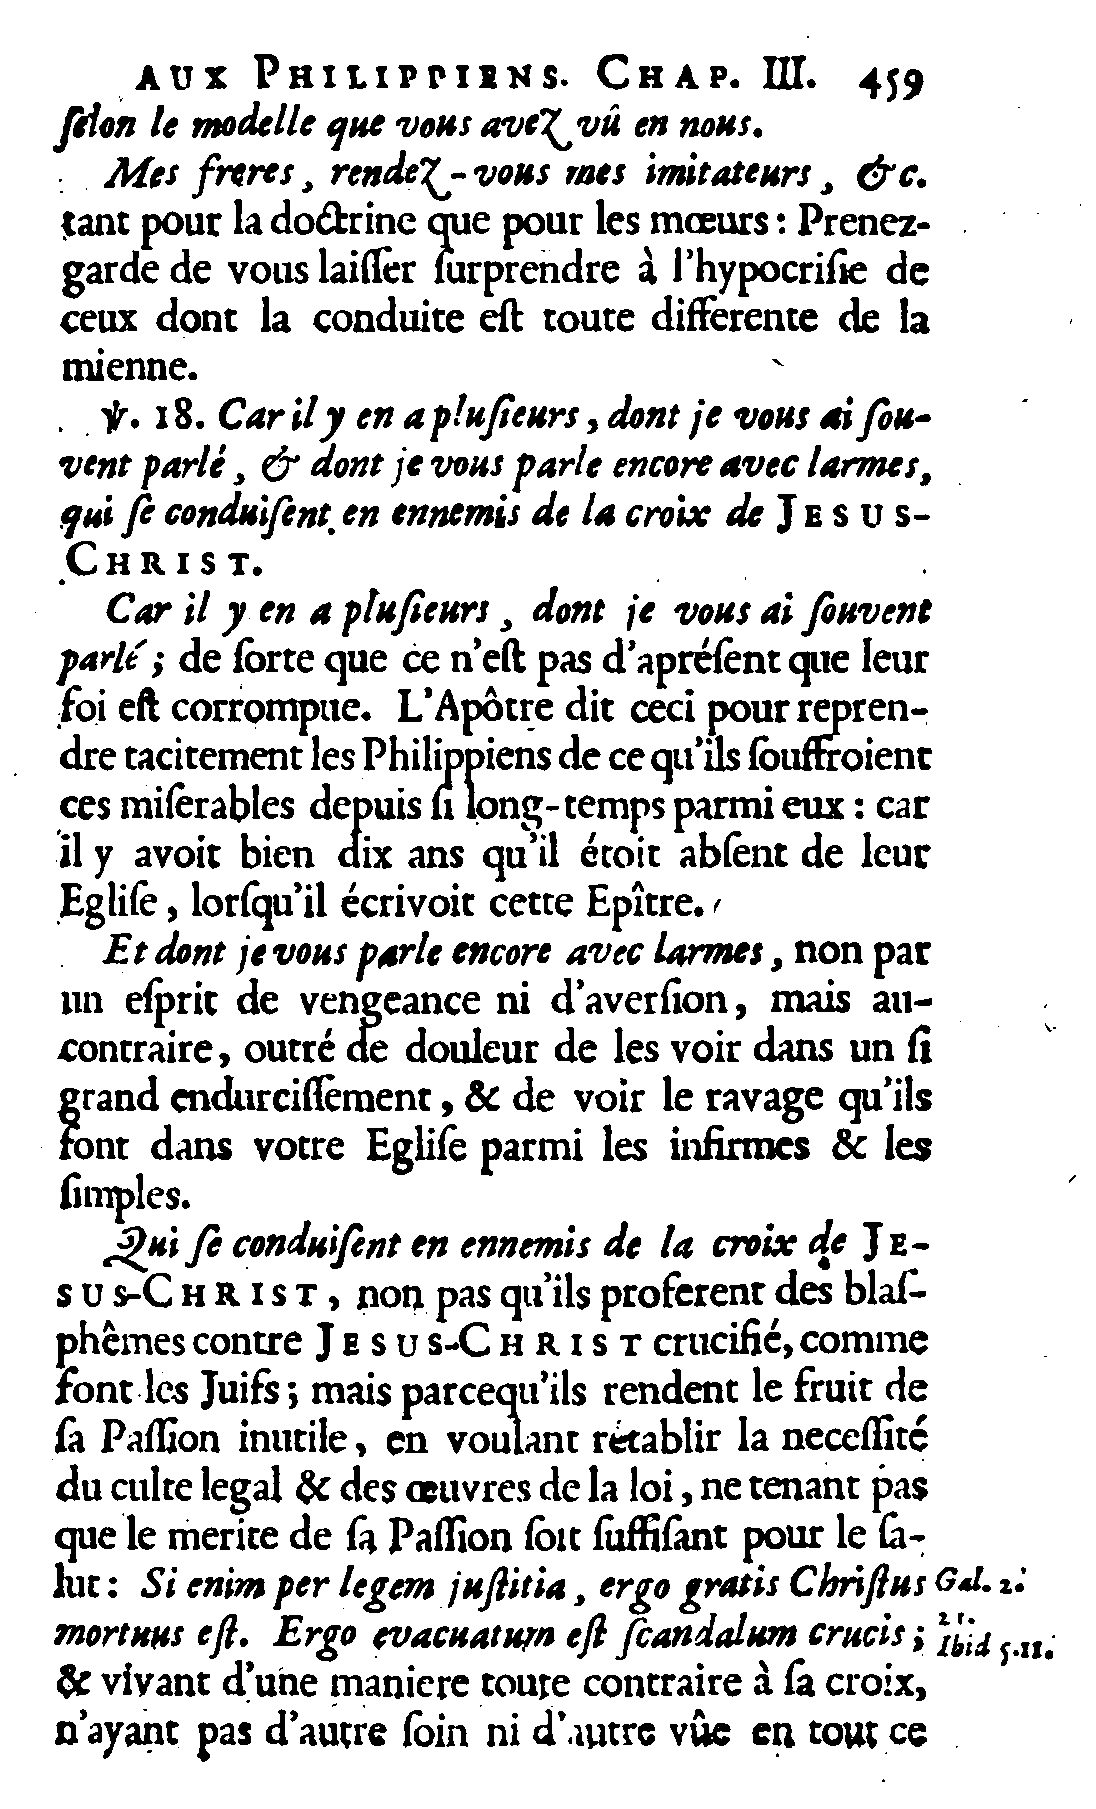 AUX PHILIPPIENS. CHAP. III. 459
ſelon le modelle que vous avez vû en nous.
Mes freres, rendez-vous mes imitateurs, &c.
tant pour la doctrine que pour les mœurs : Prenez-
garde de vous laiſſer ſurprendre à l'hypocriſie de
ceux dont la conduite eſt toute differente de la
mienne.
℣. 18. Car il y en a pluſieurs, dont je vous ai ſou-
vent parlé, & dont je vous parle encore avec larmes,
qui ſe conduiſent en ennemis de la croix de JESUS-
CHRIST.
Car il y en a pluſieurs, dont je vous ai ſouvent
parlé ; de ſorte que ce n'eſt pas d'apréſent que leur
foi eſt corrompue. L'Apôtre dit ceci pour repren-
dre tacitement les Philippiens de ce qu'ils ſouffroient
ces miſerables depuis ſi long-temps parmi eux : car
il y avoit bien dix ans qu'il étoit abſent de leur
Egliſe, lorſqu'il écrivoit cette Epître.
Et dont je vous parle encore avec larmes, non par
un eſprit de vengeance ni d'averſion, mais au-
contraire, outré de douleur de les voir dans un ſi
grand endurciſſement, & de voir le ravage qu'ils
font dans votre Egliſe parmi les infirmes & les
ſimples.
Qui ſe conduiſent en ennemis de la croix de JE-
SUS-CHRIST, non pas qu'ils proferent des blaſ-
phêmes contre JESUS-CHRIST crucifié, comme
font les Juifs ; mais parcequ'ils rendent le fruit de
ſa Paſſion inutile, en voulant rétablir la neceſſité
du culte legal & des œuvres de la loi, ne tenant pas
que le merite de ſa Paſſion ſoit ſuffiſant pour le ſa-
lut : Si enim per legem juſtitia, ergo gratis Chriſtus Gal. 2.
mortuus eſt. Ergo evacuatum eſt ſcandalum crucis ; 21. Ibid 5.11.
& vivant d'une maniere toute contraire à ſa croix,
n'ayant pas d'autre ſoin ni d'autre vûe en tout ce